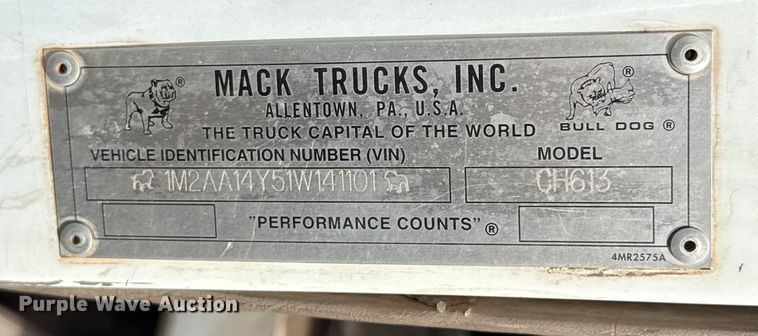 MACK TRUCKS, INC.
ALLENTOWN, PA., U.S.A.
THE TRUCK CAPITAL OF THE WORLD
BULL DOG ®
VEHICLE IDENTIFICATION NUMBER (VIN)
MODEL
1M2AA14Y51W141101
CH613
"PERFORMANCE COUNTS" ®
4MR2575A
Purple Wave Auction